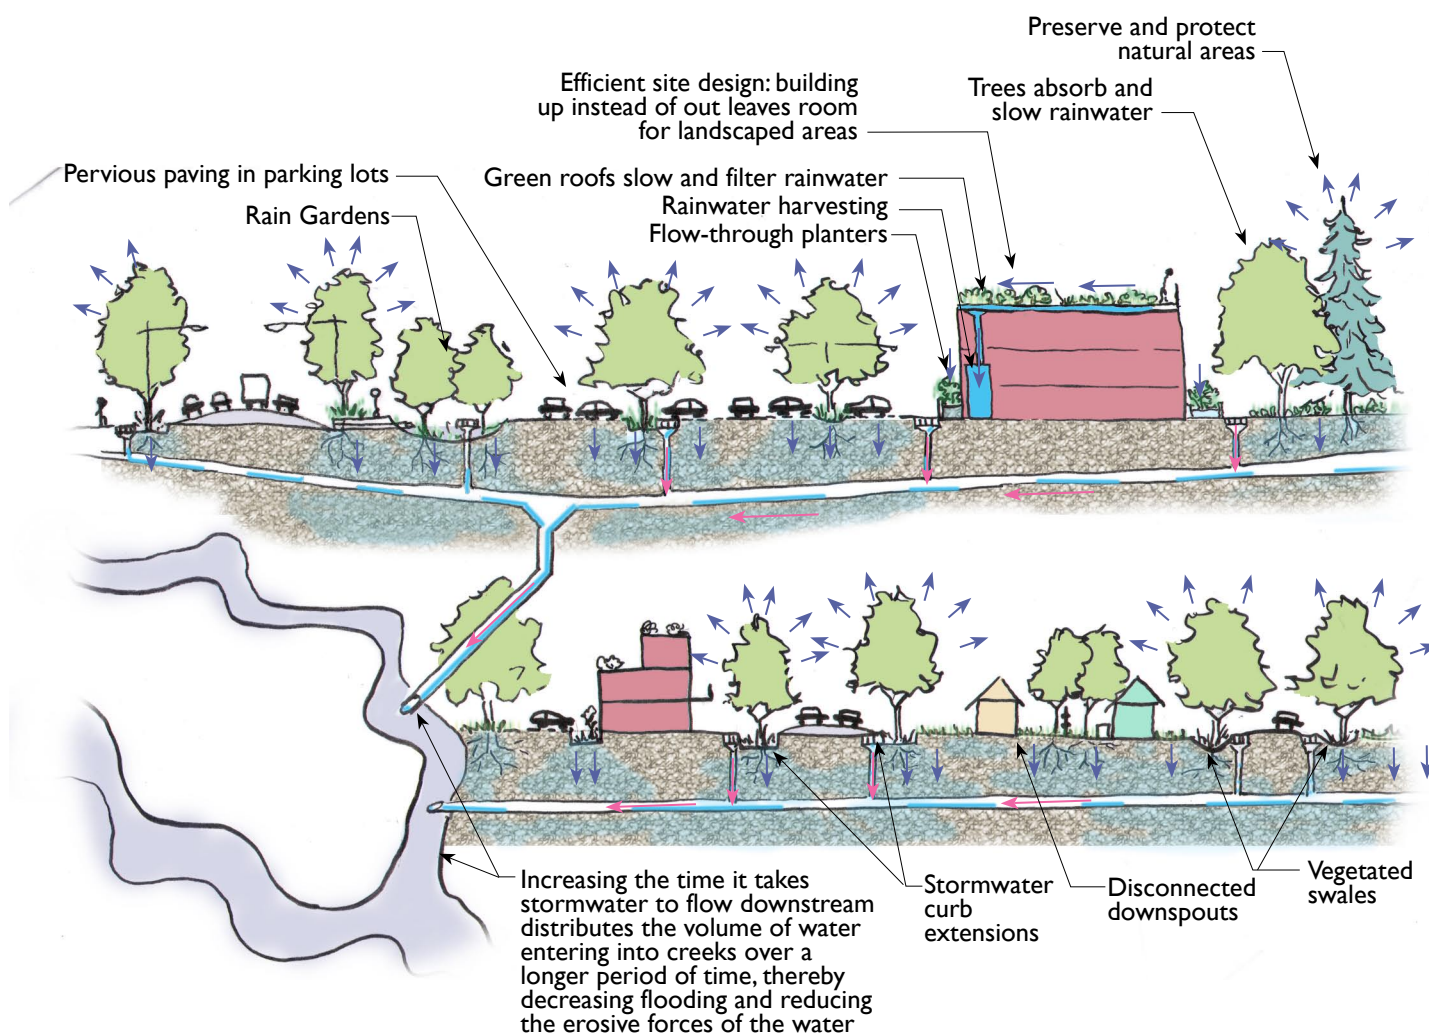 Preserve and protect
natural areas
Efficient site design: building
up instead of out leaves room
for landscaped areas
Trees absorb and
slow rainwater
Pervious paving in parking lots
Green roofs slow and filter rainwater
Rain Gardens
Rainwater harvesting
Flow-through planters
Increasing the time it takes
stormwater to flow downstream
distributes the volume of water
entering into creeks over a
longer period of time, thereby
decreasing flooding and reducing
the erosive forces of the water
Stormwater
curb
extensions
Disconnected
downspouts
Vegetated
swales